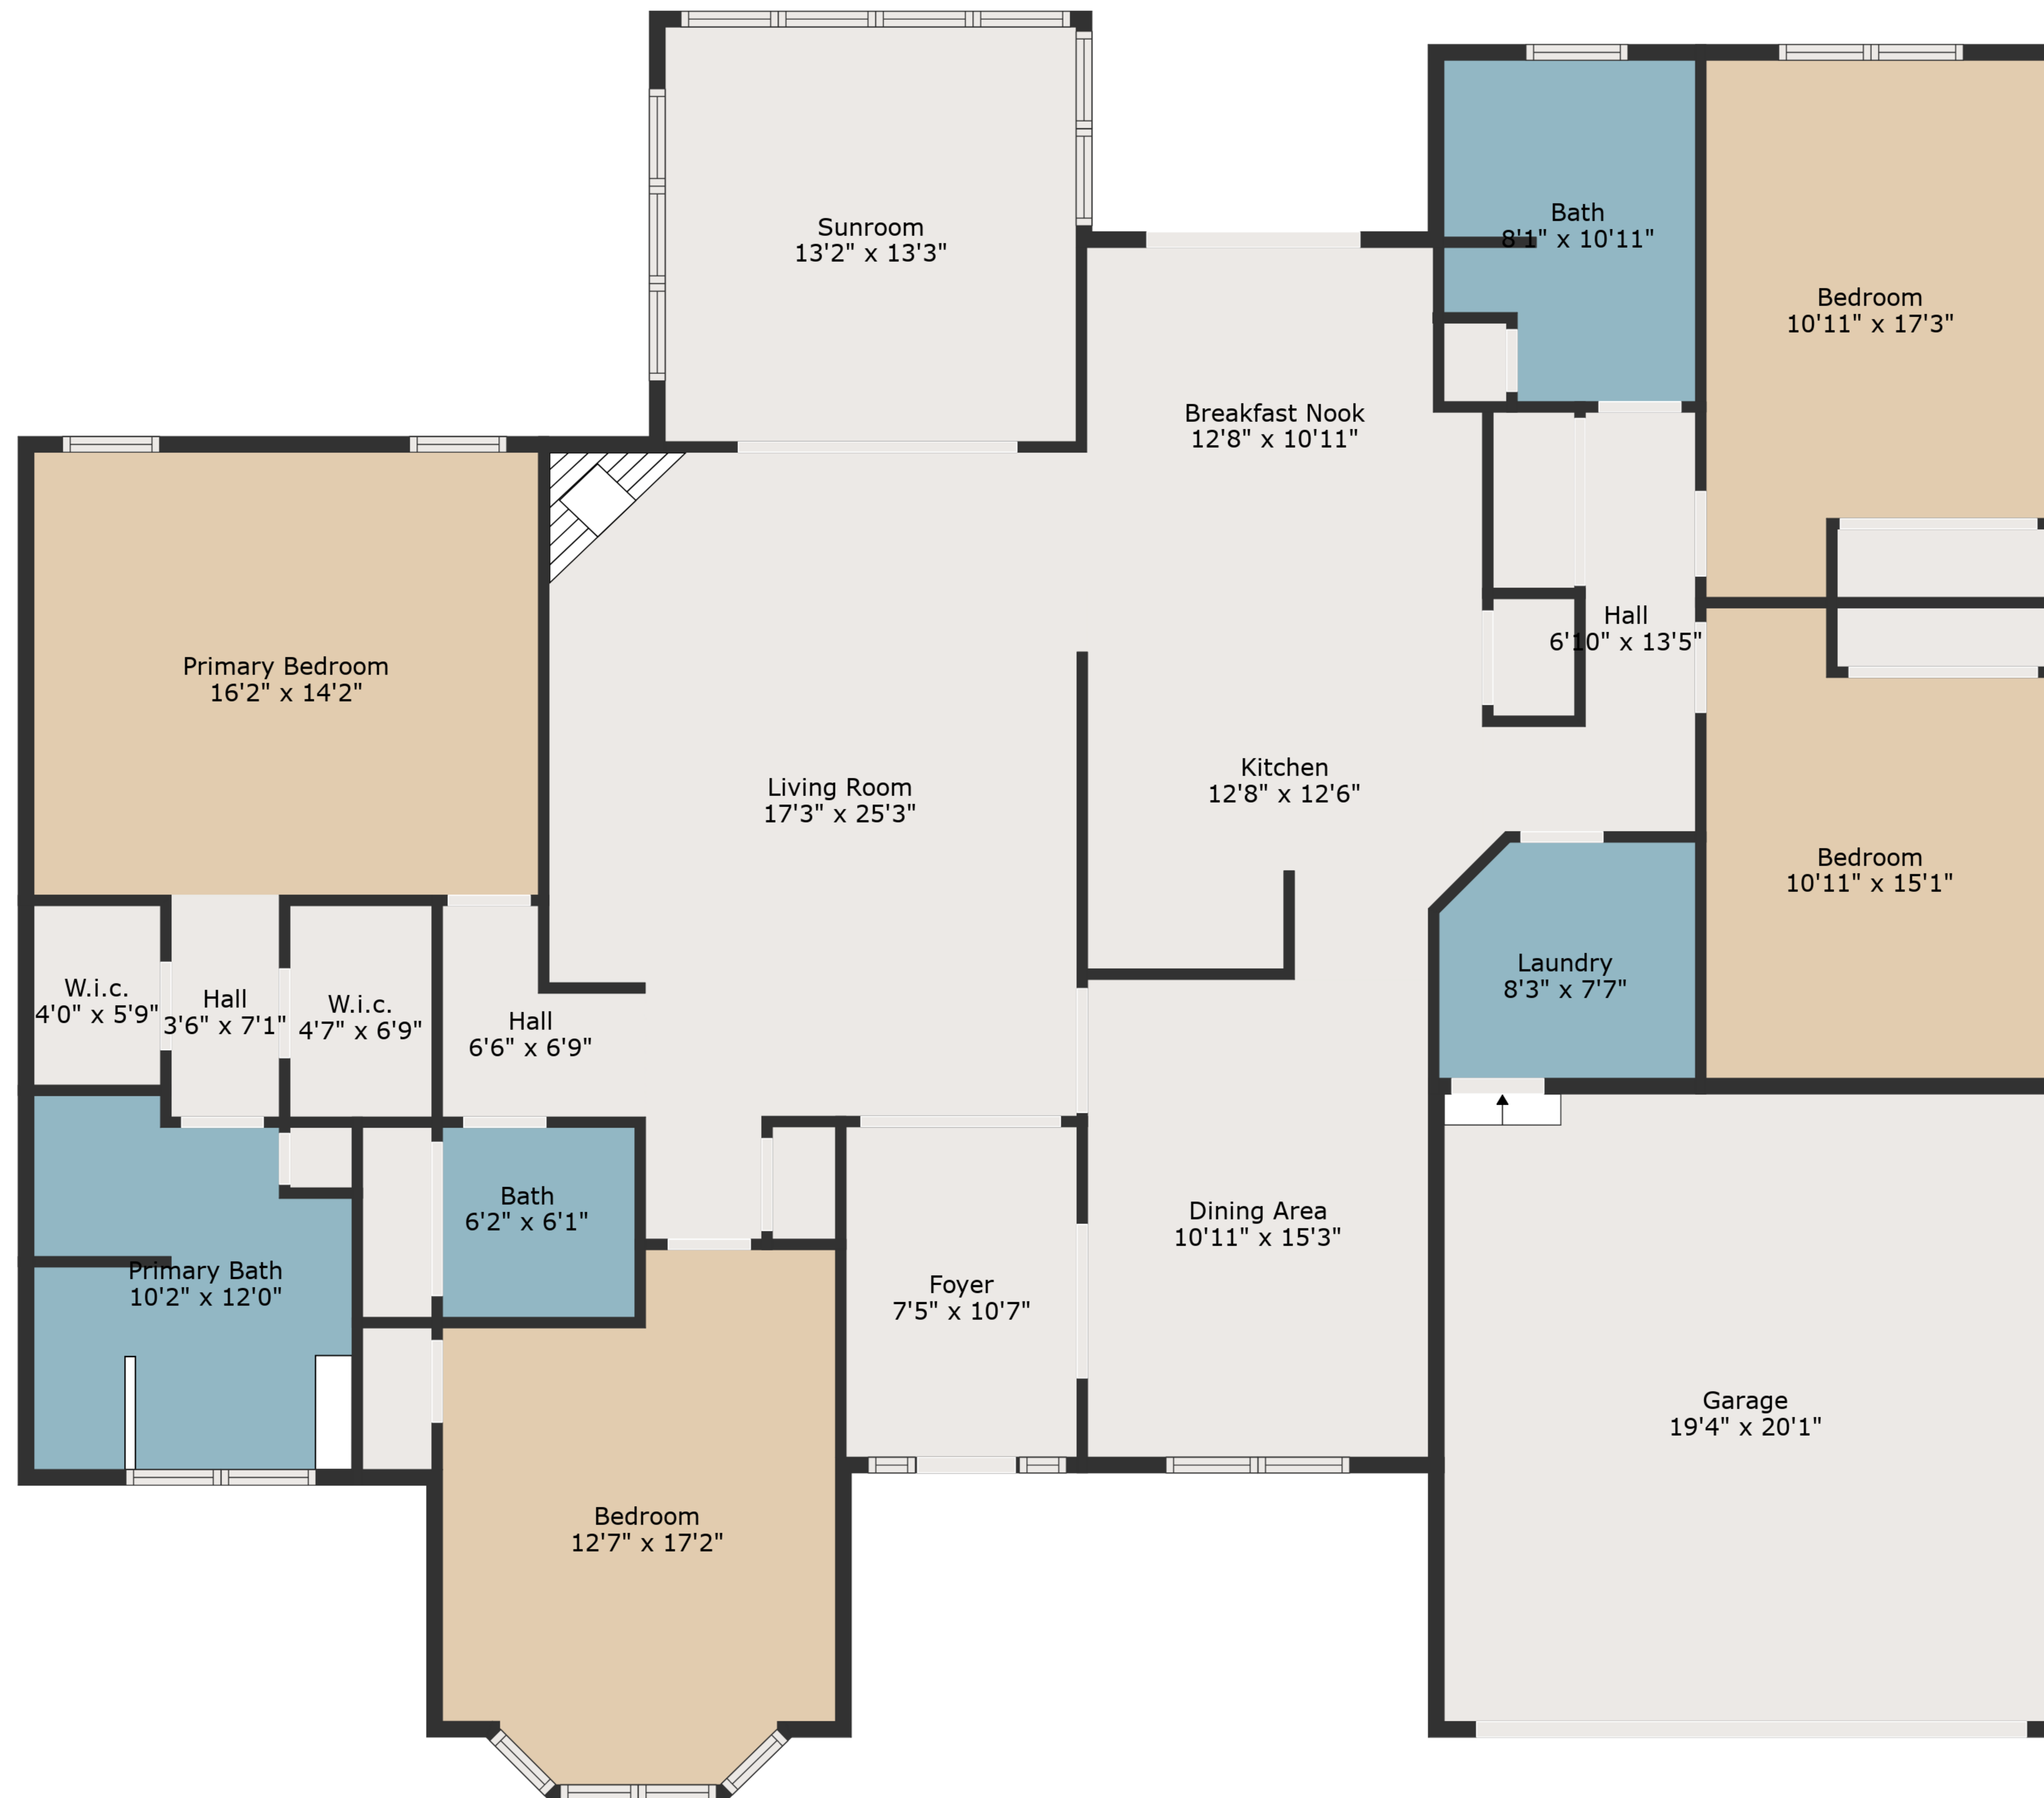 Sunroom
13'2" x 13'3"
Bath
8'1" x 10'11"
Bedroom
10'11" x 17'3"
Breakfast Nook
12'8" x 10'11"
Hall
6'10" x 13'5"
Primary Bedroom
16'2" x 14'2"
Living Room
17'3" x 25'3"
Kitchen
12'8" x 12'6"
Bedroom
10'11" x 15'1"
Laundry
8'3" x 7'7"
W.i.c.
4'0" x 5'9"
Hall
3'6" x 7'1"
W.i.c.
4'7" x 6'9"
Hall
6'6" x 6'9"
Bath
6'2" x 6'1"
Dining Area
10'11" x 15'3"
Primary Bath
10'2" x 12'0"
Foyer
7'5" x 10'7"
Garage
19'4" x 20'1"
Bedroom
12'7" x 17'2"